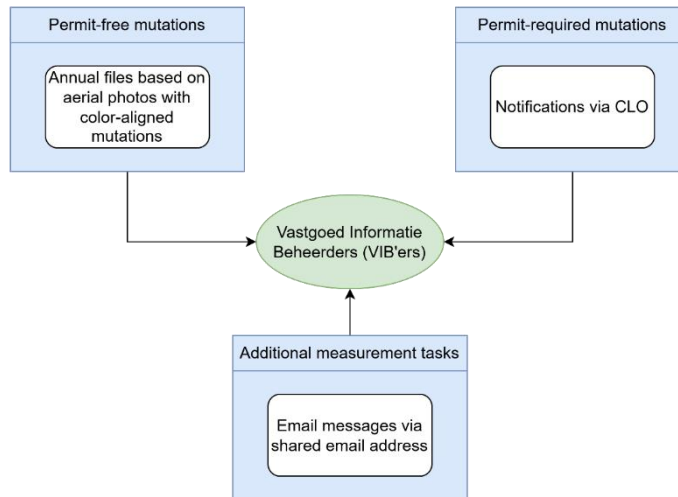 Permit-free mutations
Annual files based on
aerial photos with
color-aligned
mutations
Permit-required mutations
Notifications via CLO
Vastgoed Informatie
Beheerders (VIB'ers)
Additional measurement tasks
Email messages via
shared email address